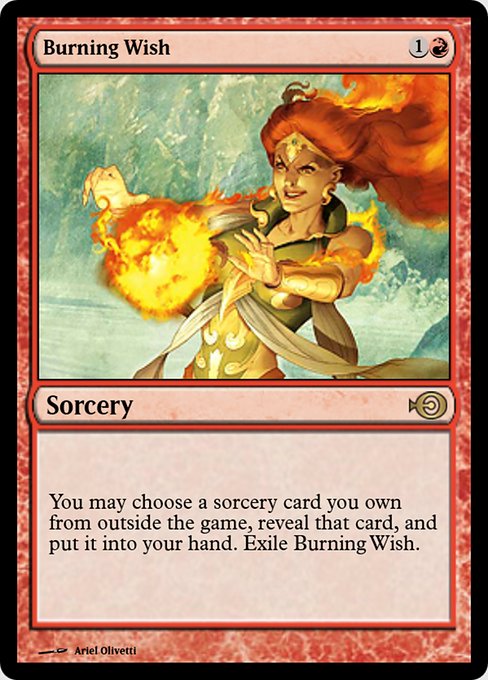 Burning Wish 1
Sorcery
You may choose a sorcery card you own
from outside the game, reveal that card, and
put it into your hand. Exile Burning Wish.
Ariel Olivetti